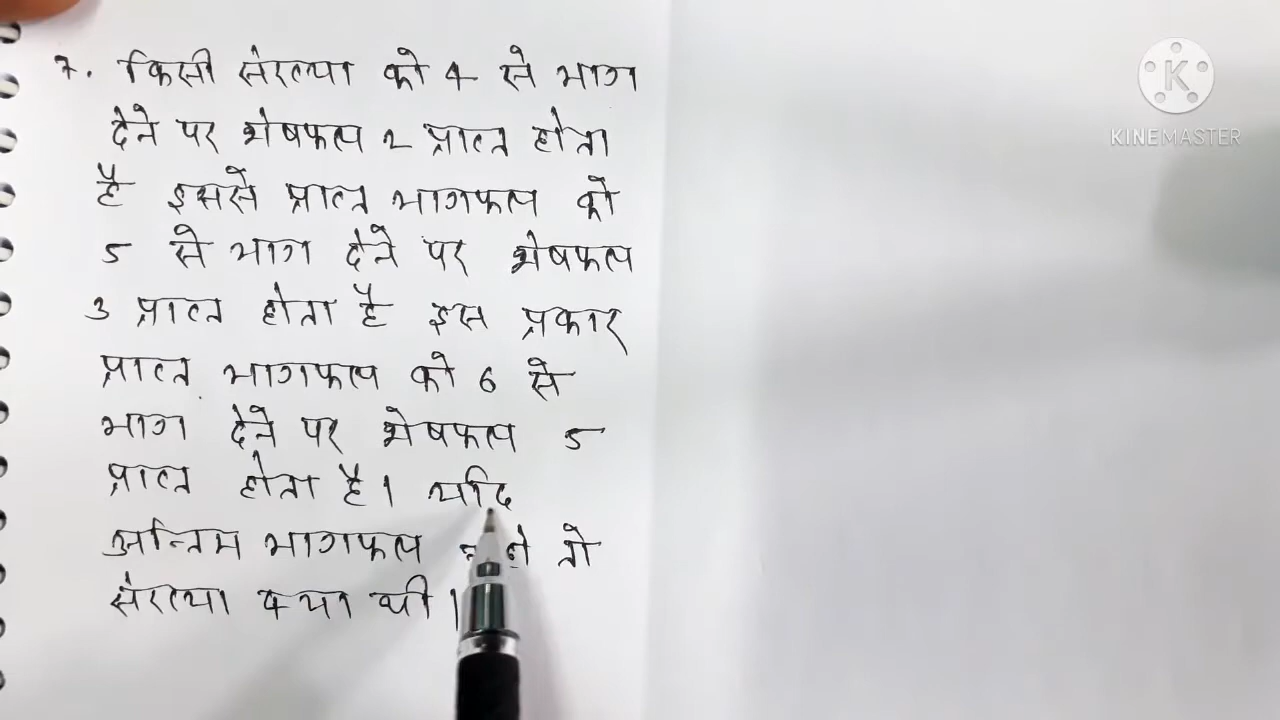 7. किसी संख्या को 4 से भाग
देने पर शेषफल 2 प्राप्त होता
है इससे प्राप्त भागफल को
5 से भाग देने पर शेषफल
3 प्राप्त होता है इस प्रकार
प्राप्त भागफल को 6 से
भाग देने पर शेषफल 5
प्राप्त होता है। यदि
अन्तिम भागफल तो
संख्या क्या थी।
KINEMASTER